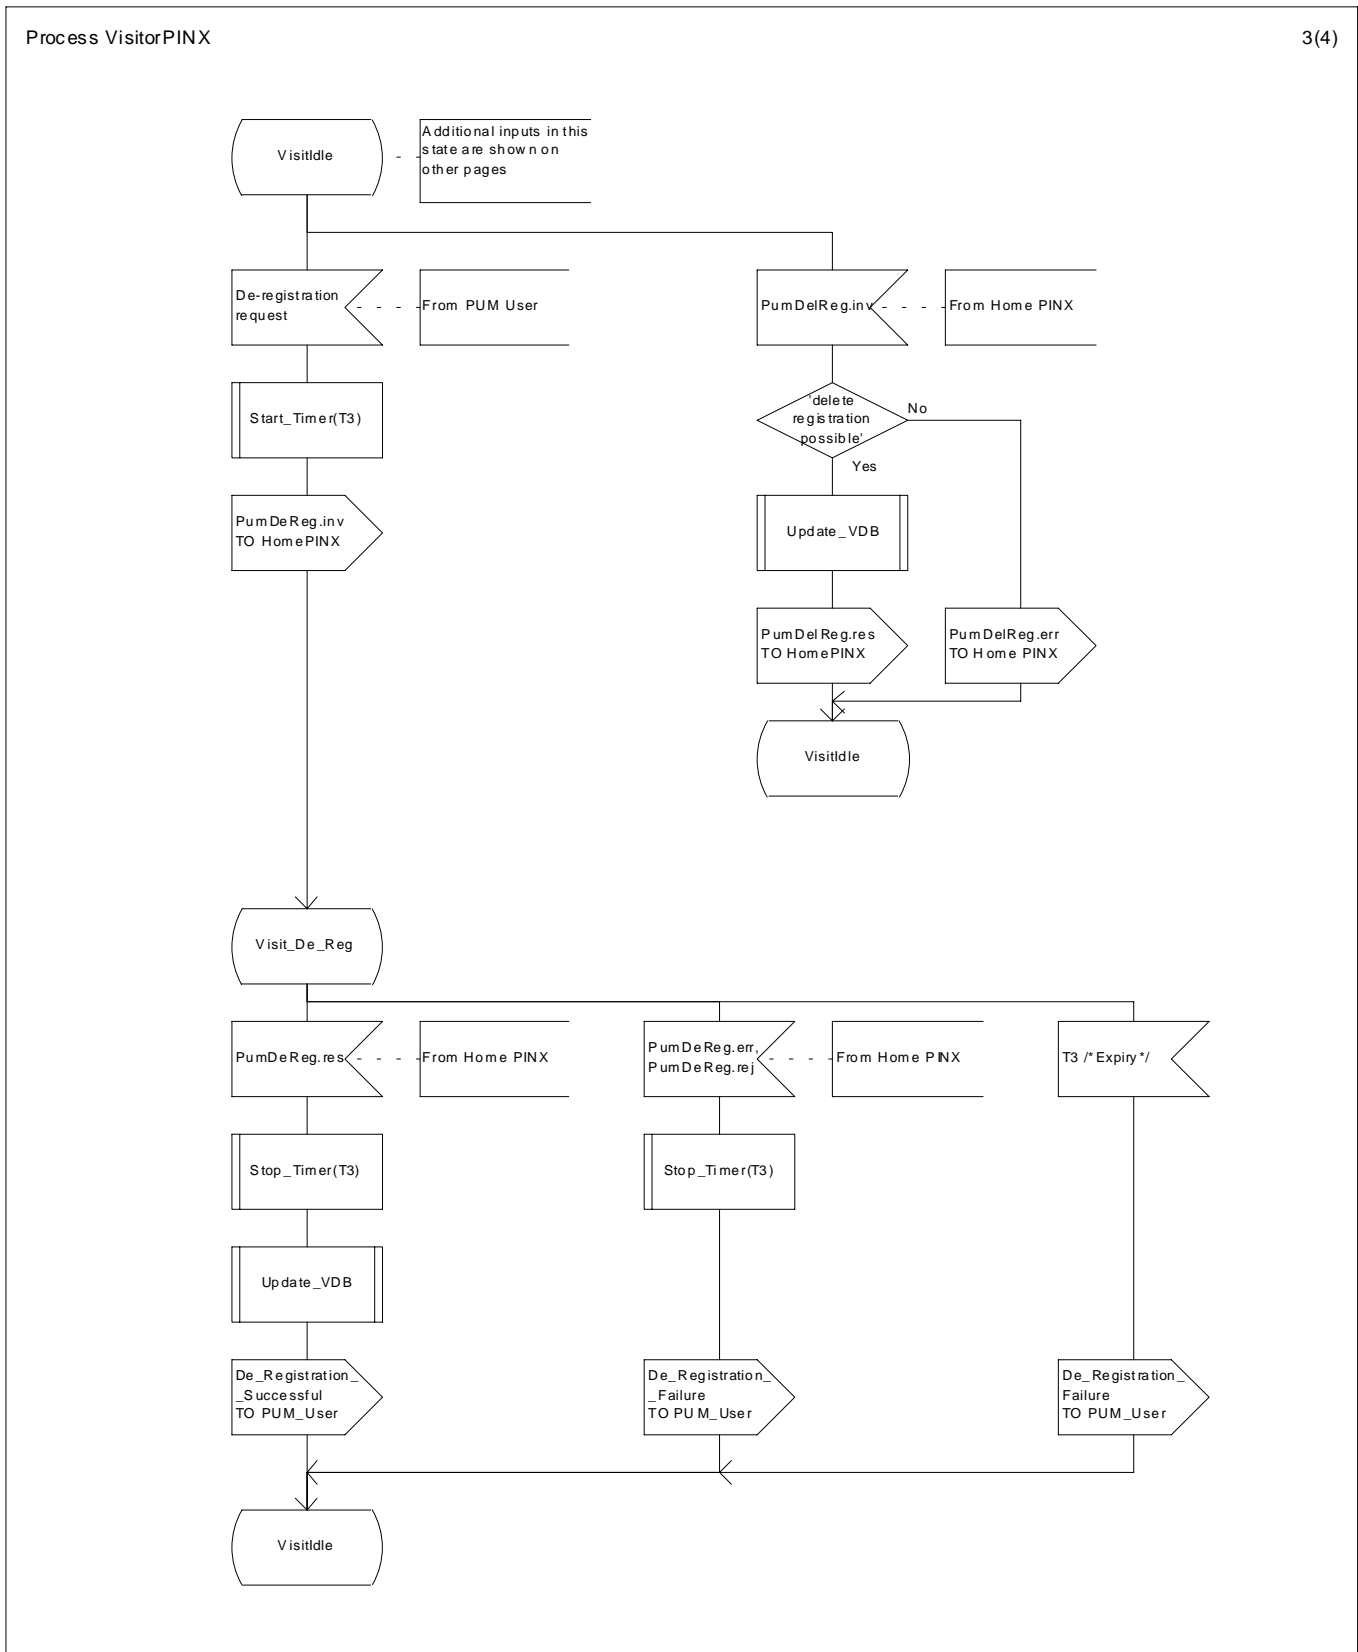 Process VisitorPINX
3(4)
VisitIdle
Additional inputs in this
state are shown on
other pages
De-registration
request
From PUM User
PumDelReg.inv
From Home PINX
Start_Timer(T3)
'delete
registration
possible'
No
Yes
PumDeReg.inv
TO HomePINX
Update_VDB
PumDelReg.res
TO HomePINX
PumDelReg.err
TO Home PINX
VisitIdle
Visit_De_Reg
PumDeReg.res
From Home PINX
PumDeReg.err,
PumDeReg.rej
From Home PINX
T3 /*Expiry*/
Stop_Timer(T3)
Stop_Timer(T3)
Update_VDB
De_Registration_
_Successful
TO PUM_User
De_Registration_
_Failure
TO PUM_User
De_Registration_
Failure
TO PUM_User
VisitIdle